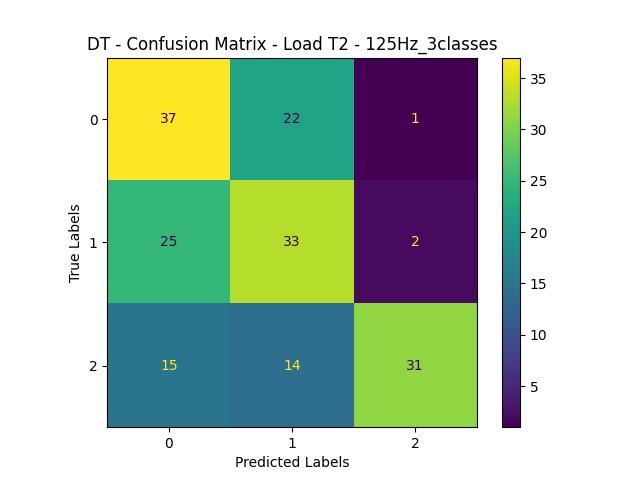 DT - Confusion Matrix - Load T2 - 125Hz_3classes
True Labels
0 37 22 1
1 25 33 2
2 15 14 31
0 1 2
Predicted Labels
35
30
25
20
15
10
5